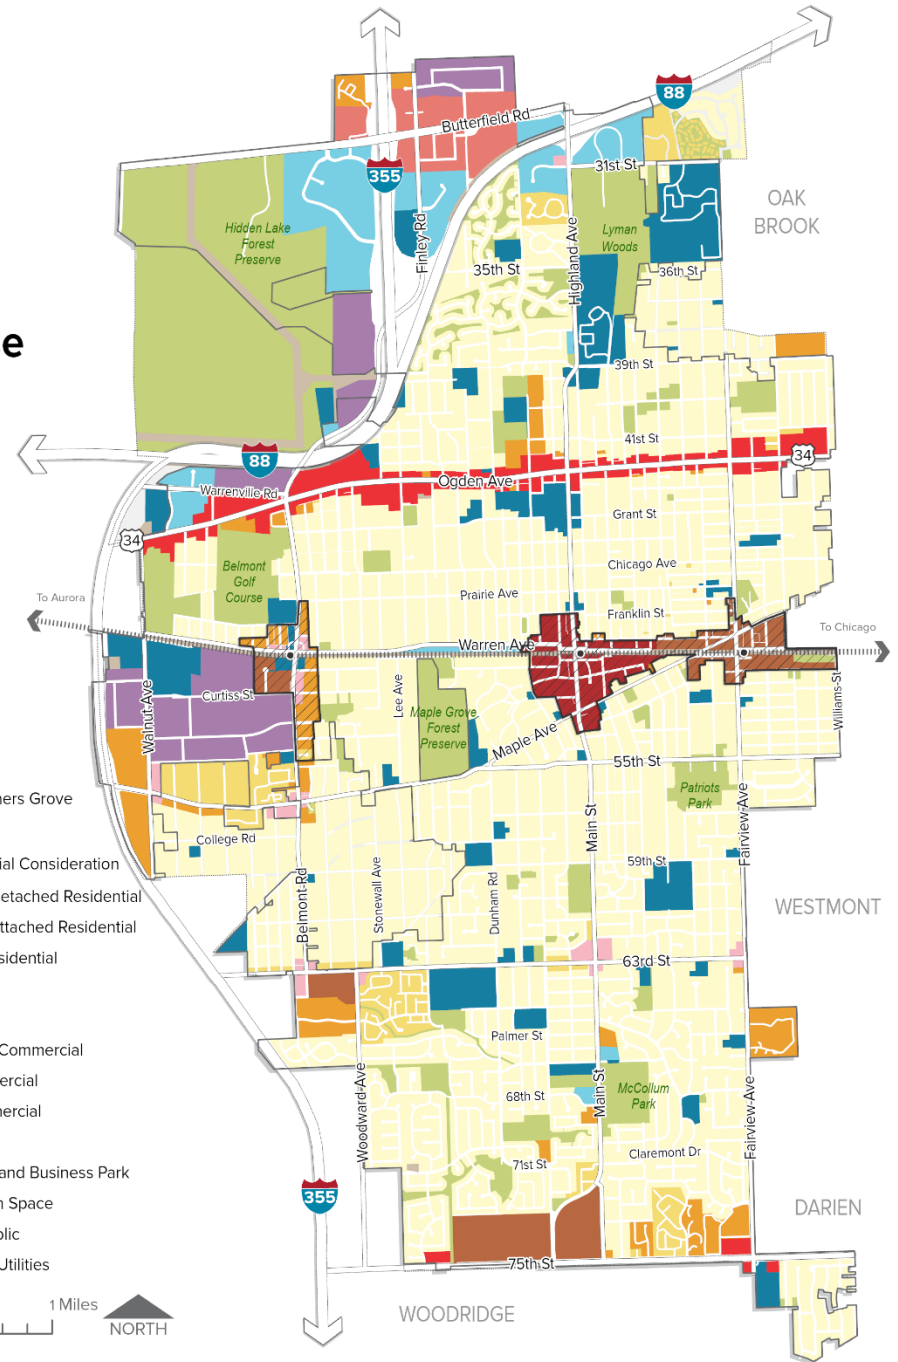 88
Butterfield Rd
355
31st St
OAK
BROOK
Hidden Lake
Forest
Preserve
Finley Rd
Highland Ave
Lyman
Woods
35th St
36th St
e
39th St
41st St
34
88
Ogden Ave
Warrenville Rd
Grant St
34
Belmont
Golf
Course
Chicago Ave
Prairie Ave
To Aurora
Franklin St
To Chicago
Warren Ave
Curtiss St
Walnut Ave
Lee Ave
Maple Grove
Forest
Preserve
Maple Ave
Williams St
55th St
Patriots
Park
ners Grove
Main St
Fairview Ave
College Rd
ial Consideration
59th St
etached Residential
Belmont Rd
Stonewall Ave
Dunham Rd
WESTMONT
ttached Residential
sidential
63rd St
Palmer St
Commercial
ercial
mercial
Woodward Ave
68th St
Main St
McCollum
Park
Fairview Ave
Claremont Dr
71st St
and Business Park
n Space
355
DARIEN
blic
Utilities
75th St
1 Miles
NORTH
WOODRIDGE